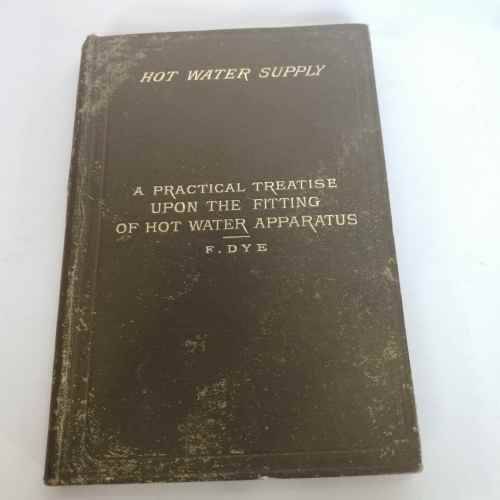 HOT WATER SUPPLY
A PRACTICAL TREATISE
UPON THE FITTING
OF HOT WATER APPARATUS
F. DYE